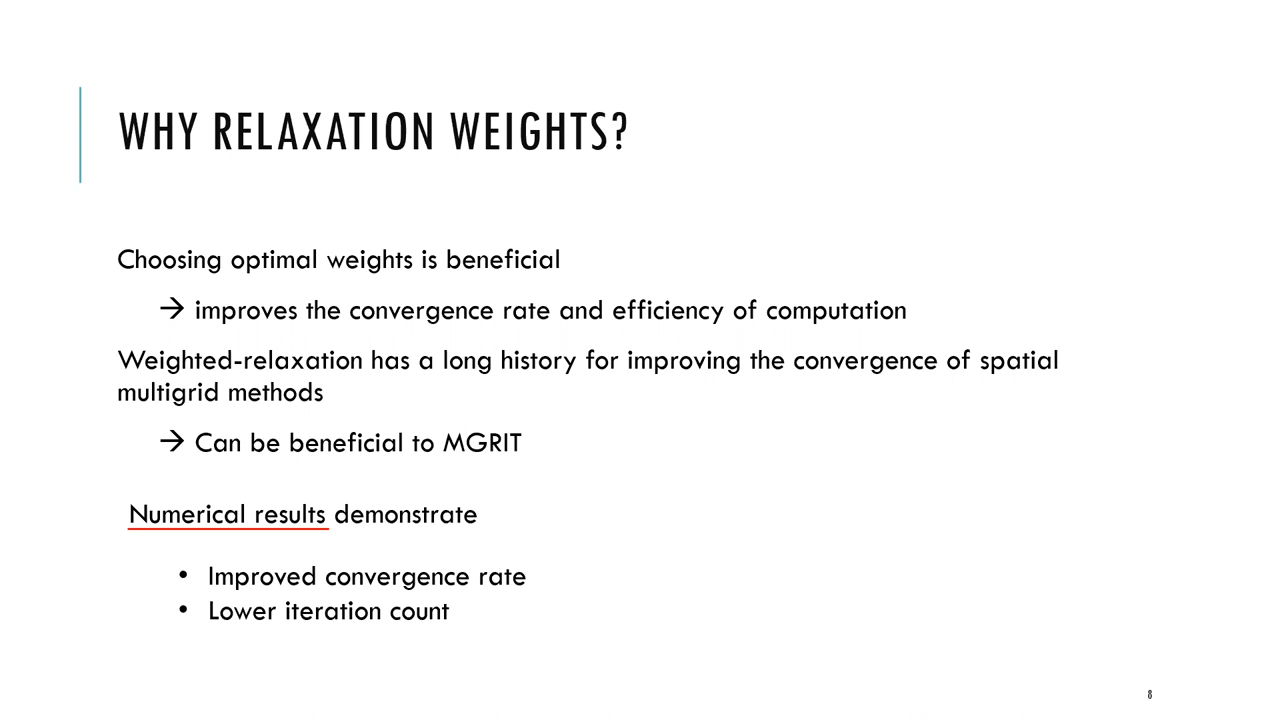 WHY RELAXATION WEIGHTS?
Choosing optimal weights is beneficial
→ improves the convergence rate and efficiency of computation
Weighted-relaxation has a long history for improving the convergence of spatial
multigrid methods
→ Can be beneficial to MGRIT
Numerical results demonstrate
• Improved convergence rate
• Lower iteration count
8